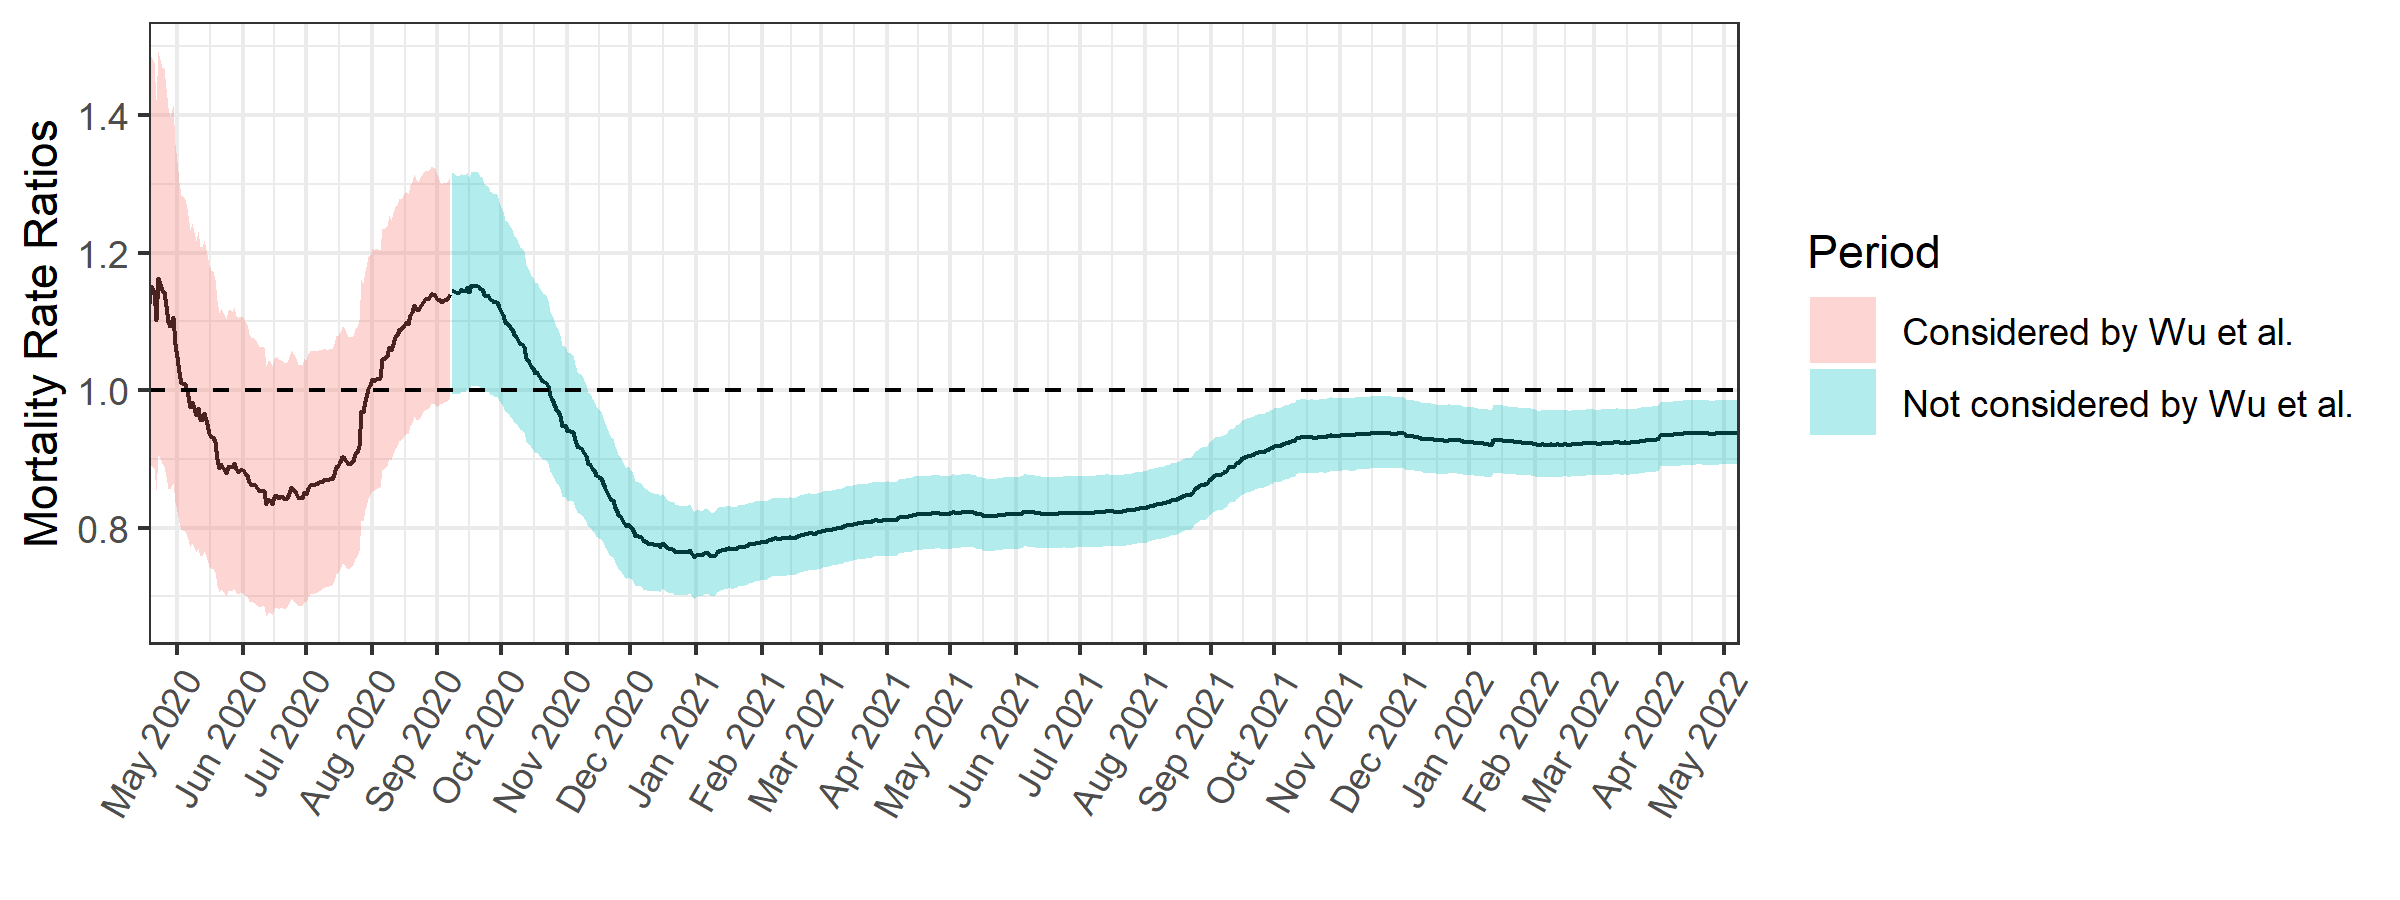 Mortality Rate Ratios
1.4
1.2
1.0
0.8
May 2020
Jun 2020
Jul 2020
Aug 2020
Sep 2020
Oct 2020
Nov 2020
Dec 2020
Jan 2021
Feb 2021
Mar 2021
Apr 2021
May 2021
Jun 2021
Jul 2021
Aug 2021
Sep 2021
Oct 2021
Nov 2021
Dec 2021
Jan 2022
Feb 2022
Mar 2022
Apr 2022
May 2022
Period
Considered by Wu et al.
Not considered by Wu et al.